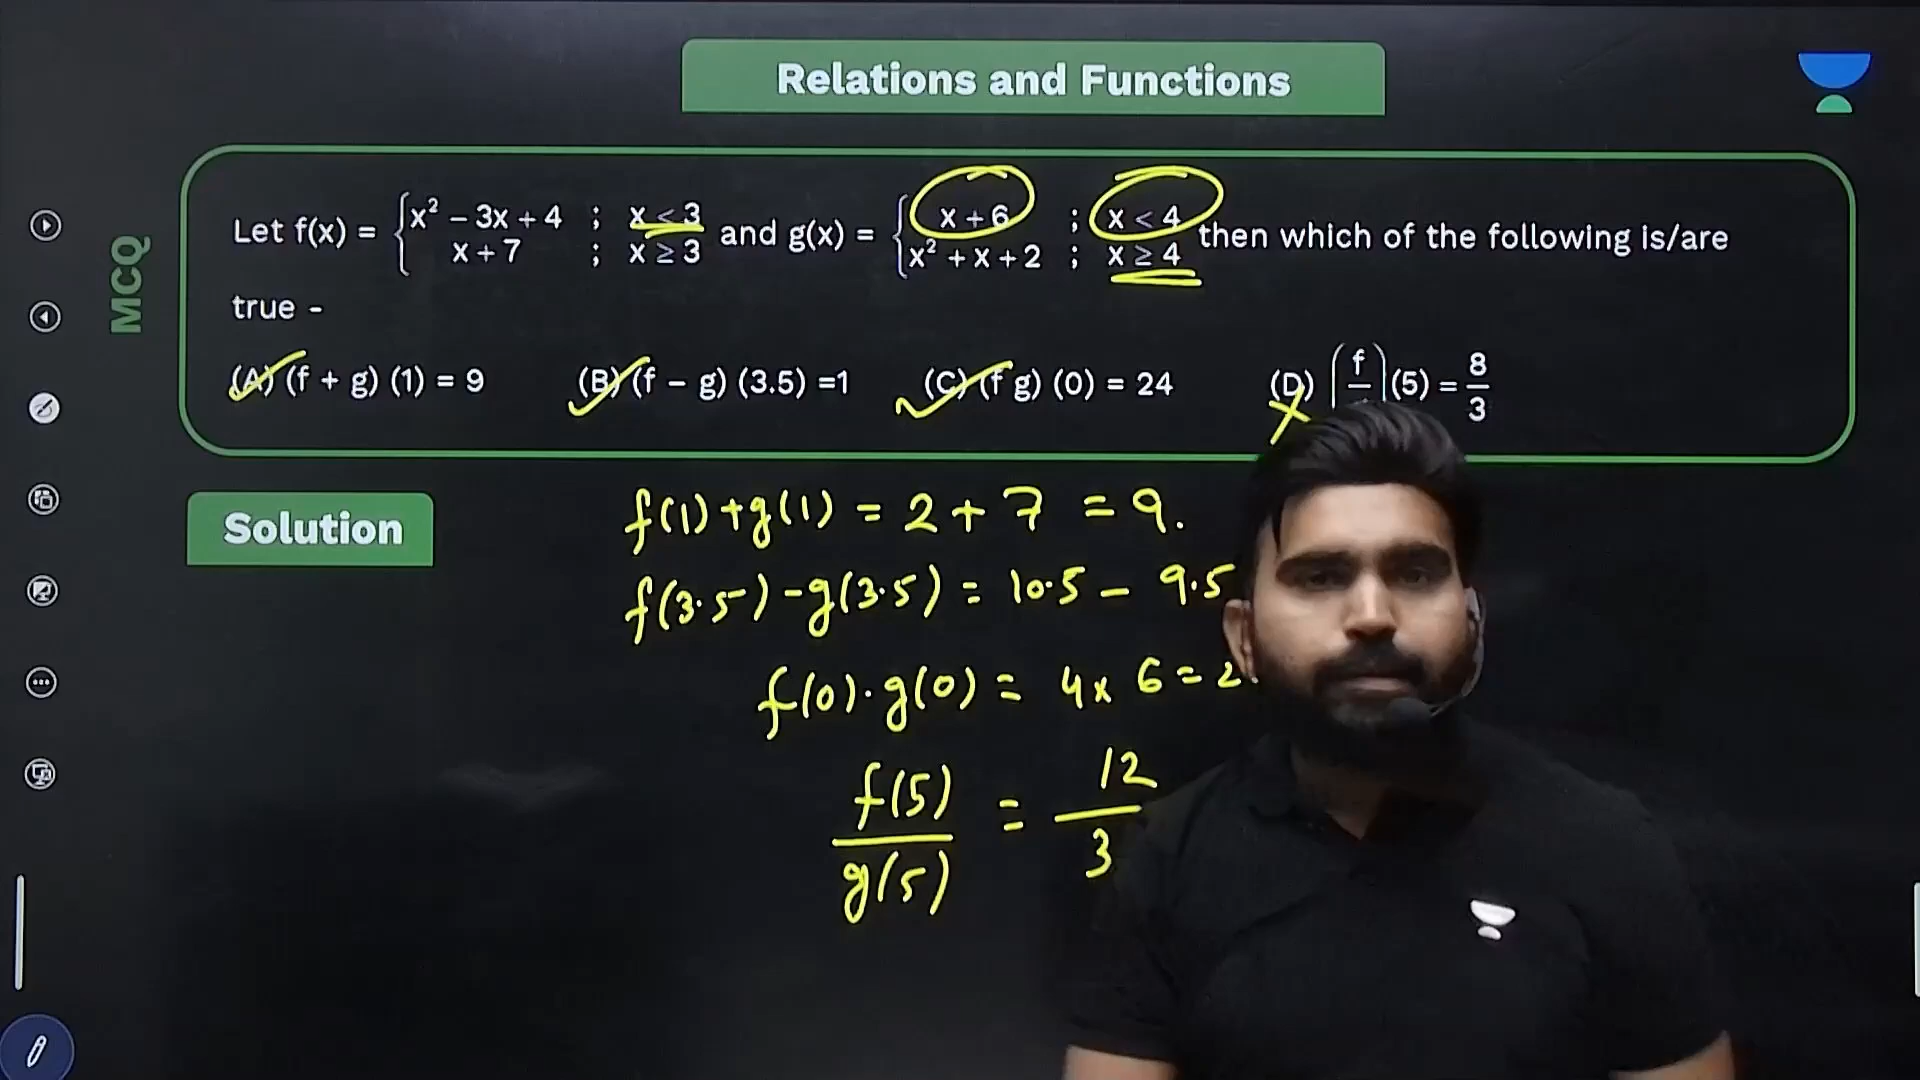 Relations and Functions
MCQ
Let f(x) = { x² − 3x + 4 ; x < 3
x + 7 ; x ≥ 3 and g(x) = { x + 6 ; x < 4
x² + x + 2 ; x ≥ 4 then which of the following is/are
true -
(A) (f + g) (1) = 9 (B) (f − g) (3.5) =1 (C) (f g) (0) = 24 (D) (f/ ) (5) = 8/3
Solution
f(1)+g(1) = 2 + 7 = 9.
f(3.5)-g(3.5) = 10.5 - 9.5
f(0).g(0) = 4 x 6 = 2
f(5)/g(5) = 12/3